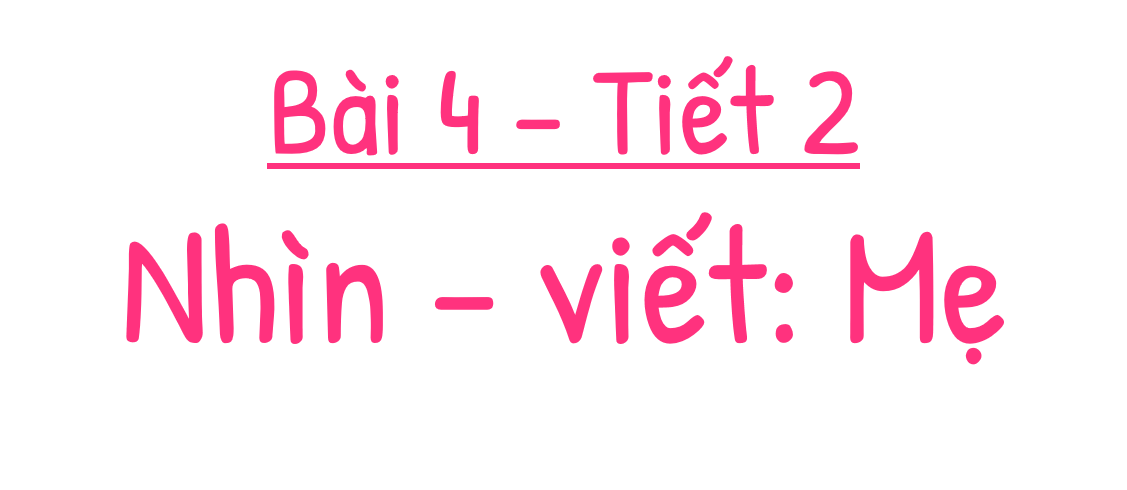 Bài 4 – Tiết 2
Nhìn – viết: Mẹ